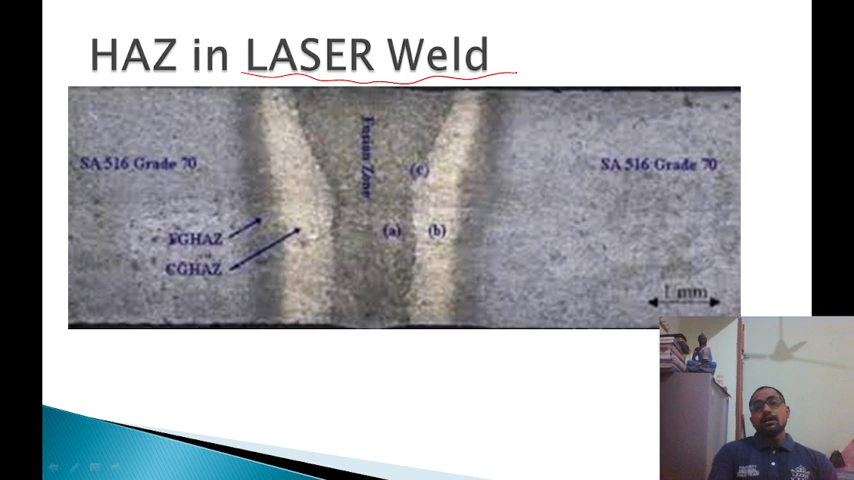 HAZ in LASER Weld
Fusion Zone
SA 516 Grade 70
SA 516 Grade 70
(c)
(a)
(b)
FGHAZ
CGHAZ
1 mm